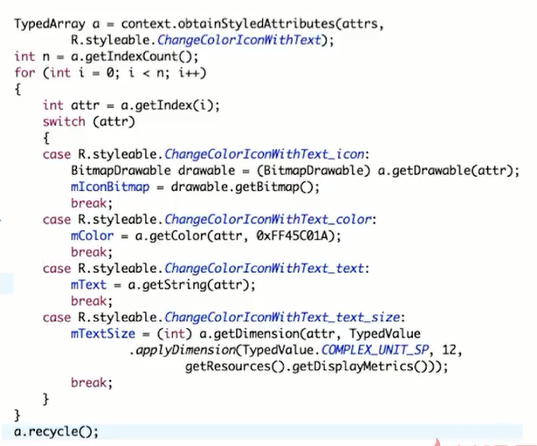 TypedArray a = context.obtainStyledAttributes(attrs,
        R.styleable.ChangeColorIconWithText);
int n = a.getIndexCount();
for (int i = 0; i < n; i++)
{
    int attr = a.getIndex(i);
    switch (attr)
    {
    case R.styleable.ChangeColorIconWithText_icon:
        BitmapDrawable drawable = (BitmapDrawable) a.getDrawable(attr);
        mIconBitmap = drawable.getBitmap();
        break;
    case R.styleable.ChangeColorIconWithText_color:
        mColor = a.getColor(attr, 0xFF45C01A);
        break;
    case R.styleable.ChangeColorIconWithText_text:
        mText = a.getString(attr);
        break;
    case R.styleable.ChangeColorIconWithText_text_size:
        mTextSize = (int) a.getDimension(attr, TypedValue
                .applyDimension(TypedValue.COMPLEX_UNIT_SP, 12,
                        getResources().getDisplayMetrics()));
        break;
    }
}
a.recycle();